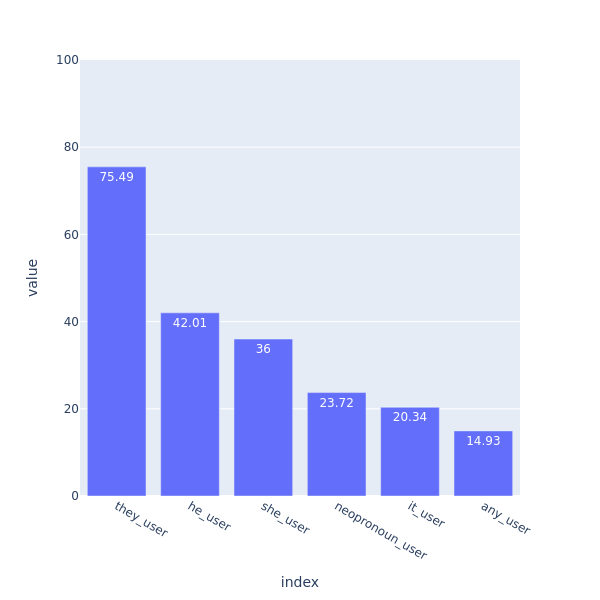 100
80
60
40
20
0
value
75.49
42.01
36
23.72
20.34
14.93
they_user
he_user
she_user
neopronoun_user
it_user
any_user
index